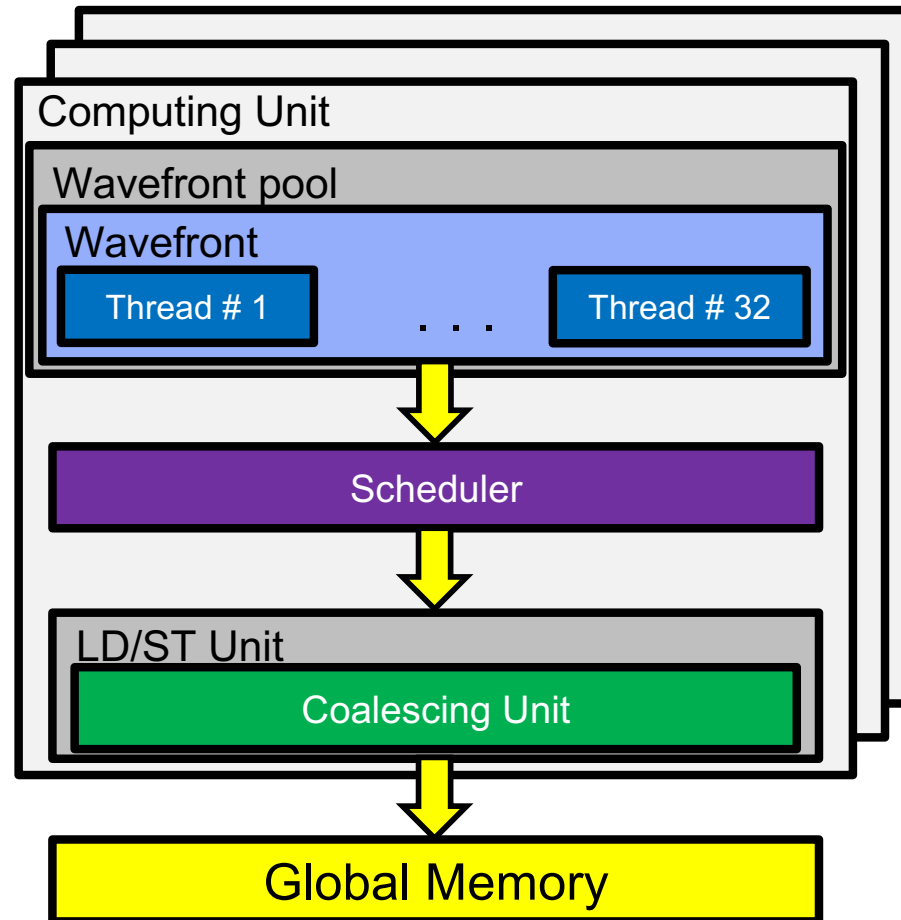 Computing Unit
Wavefront pool
Wavefront
Thread # 1 . . . Thread # 32
Scheduler
LD/ST Unit
Coalescing Unit
Global Memory